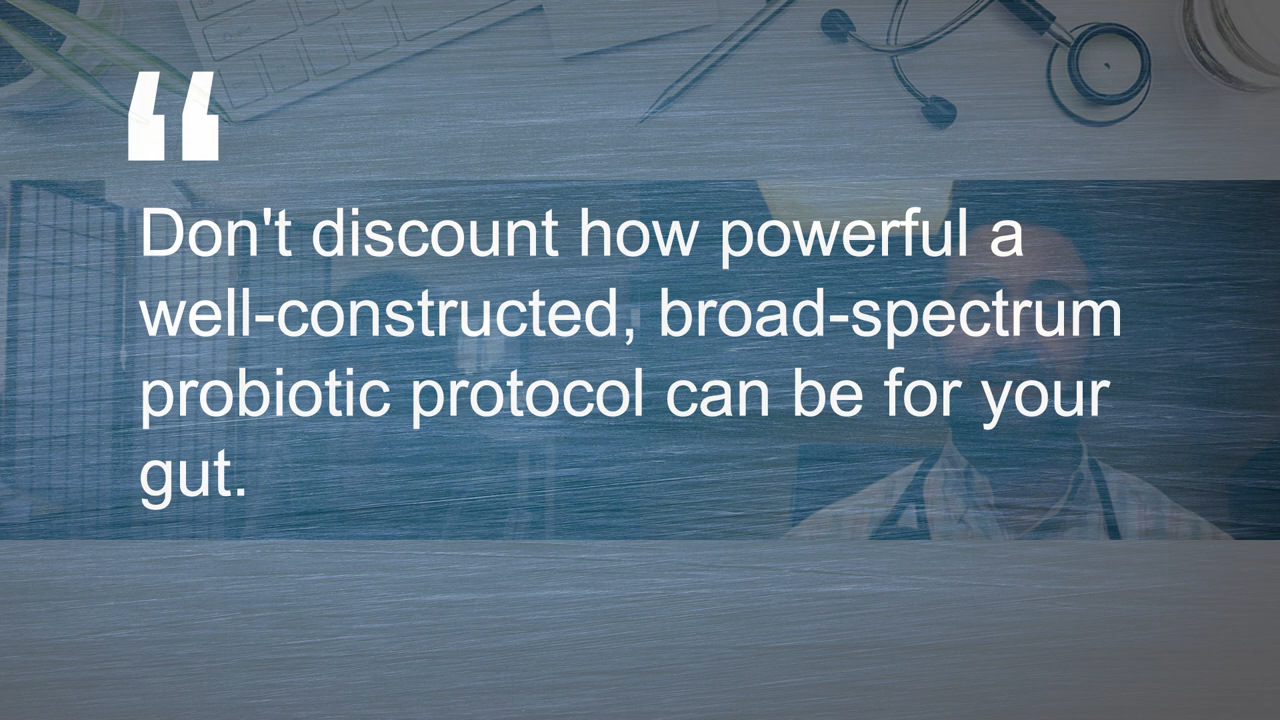 “
Don't discount how powerful a
well-constructed, broad-spectrum
probiotic protocol can be for your
gut.